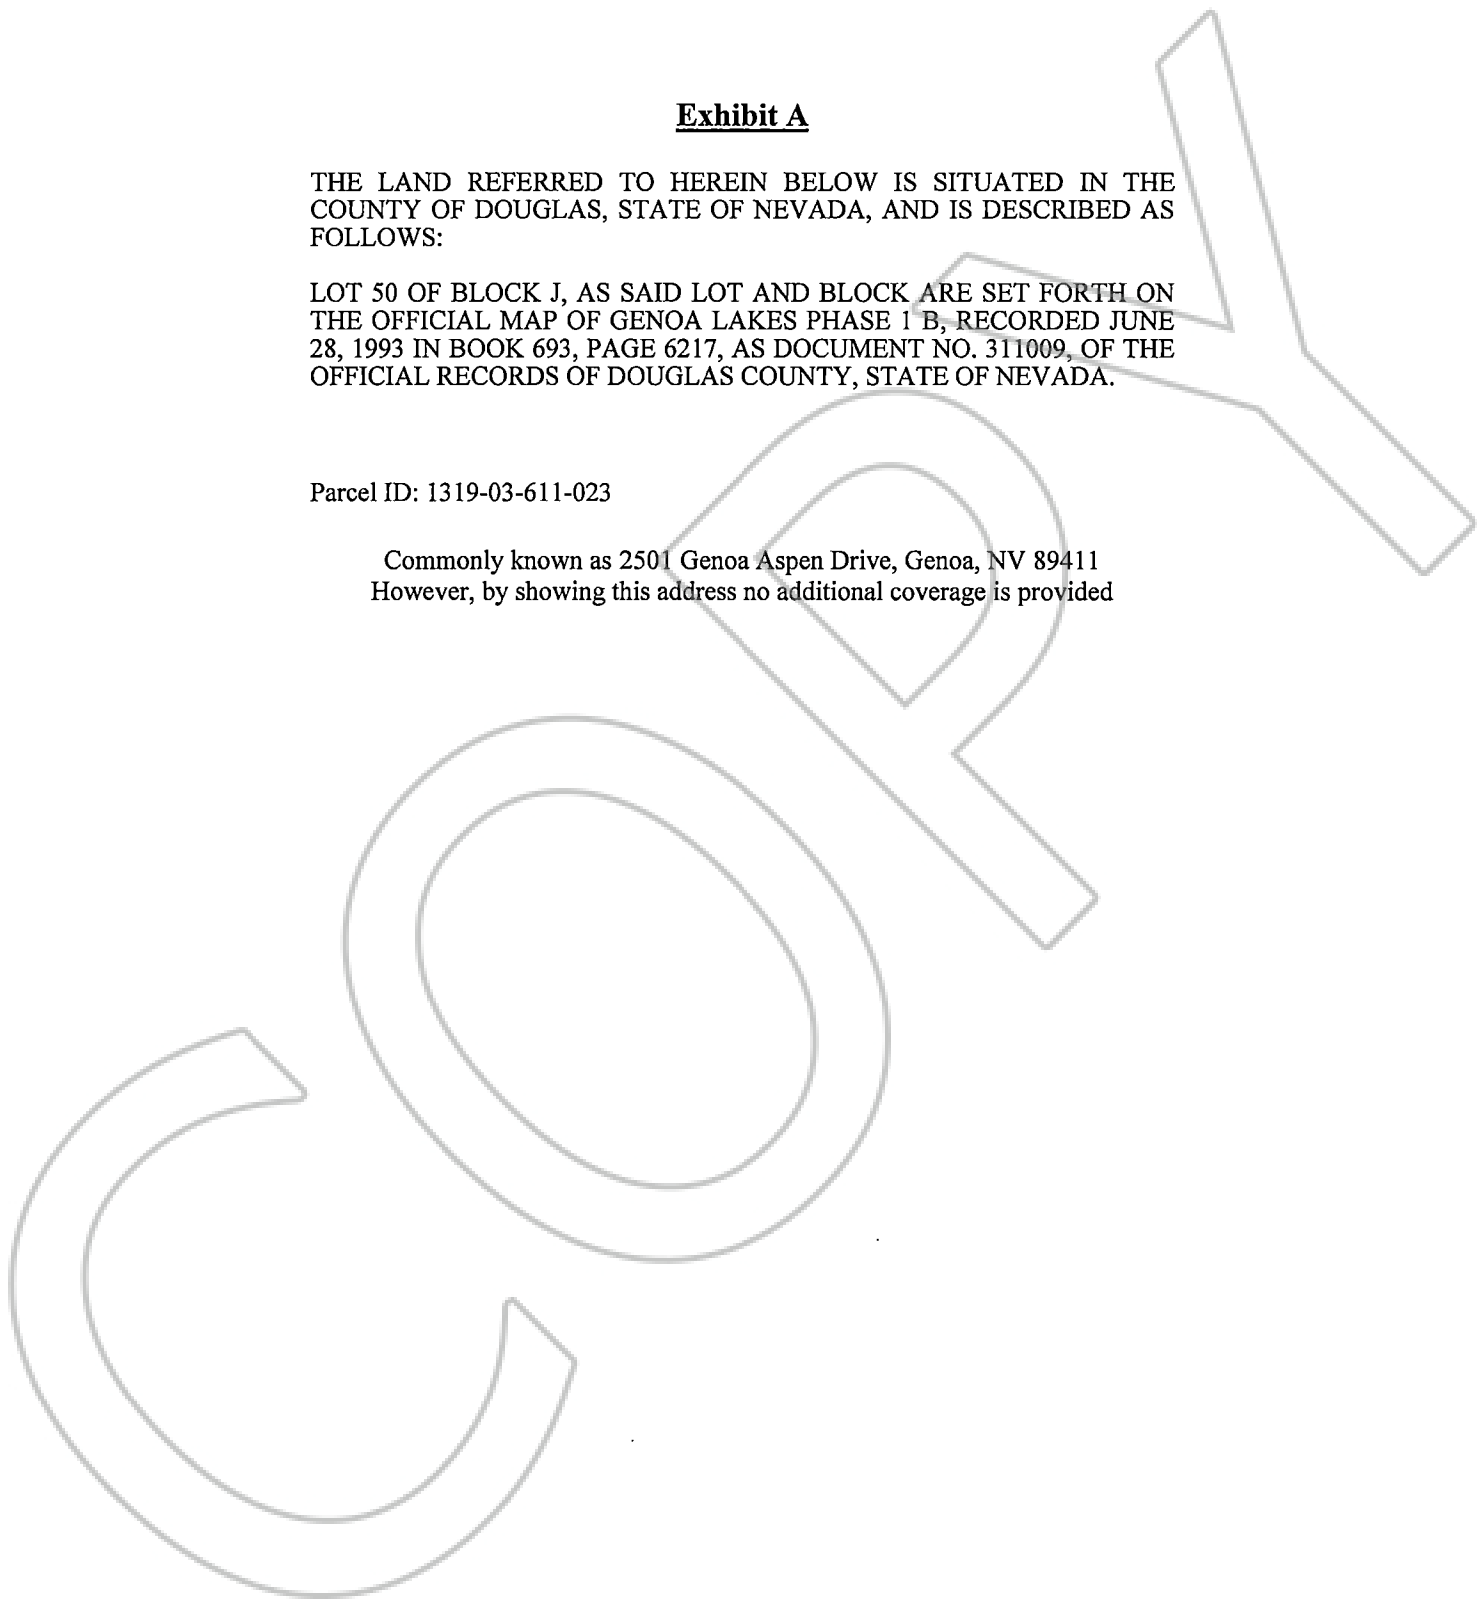 Exhibit A
THE LAND REFERRED TO HEREIN BELOW IS SITUATED IN THE
COUNTY OF DOUGLAS, STATE OF NEVADA, AND IS DESCRIBED AS
FOLLOWS:
LOT 50 OF BLOCK J, AS SAID LOT AND BLOCK ARE SET FORTH ON
THE OFFICIAL MAP OF GENOA LAKES PHASE 1 B, RECORDED JUNE
28, 1993 IN BOOK 693, PAGE 6217, AS DOCUMENT NO. 311009, OF THE
OFFICIAL RECORDS OF DOUGLAS COUNTY, STATE OF NEVADA.
Parcel ID: 1319-03-611-023
Commonly known as 2501 Genoa Aspen Drive, Genoa, NV 89411
However, by showing this address no additional coverage is provided
COPY